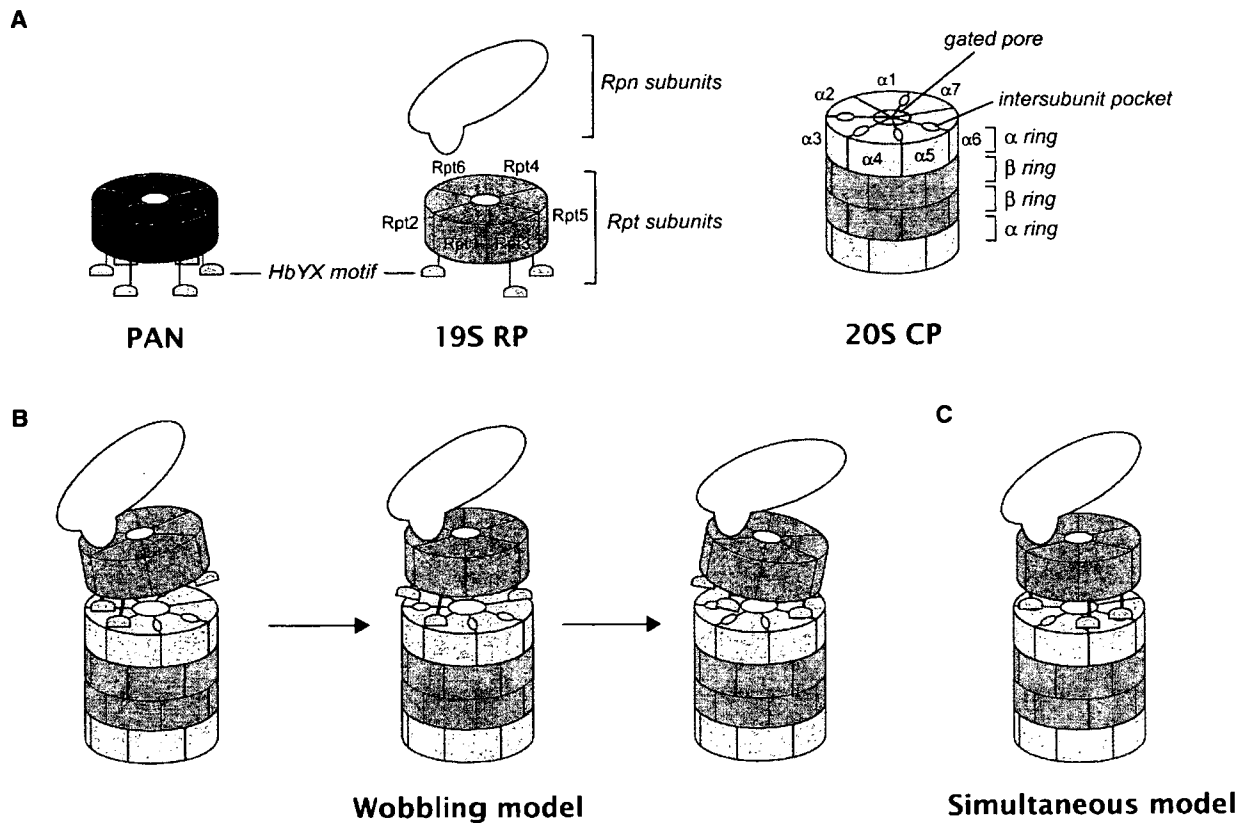 A
Rpn subunits
Rpt6
Rpt4
Rpt2
Rpt5
Rpt subunits
HbYX motif
PAN
19S RP
gated pore
α1
α2
α7
intersubunit pocket
α3
α6
α ring
α4
α5
β ring
β ring
α ring
20S CP
B
C
Wobbling model
Simultaneous model